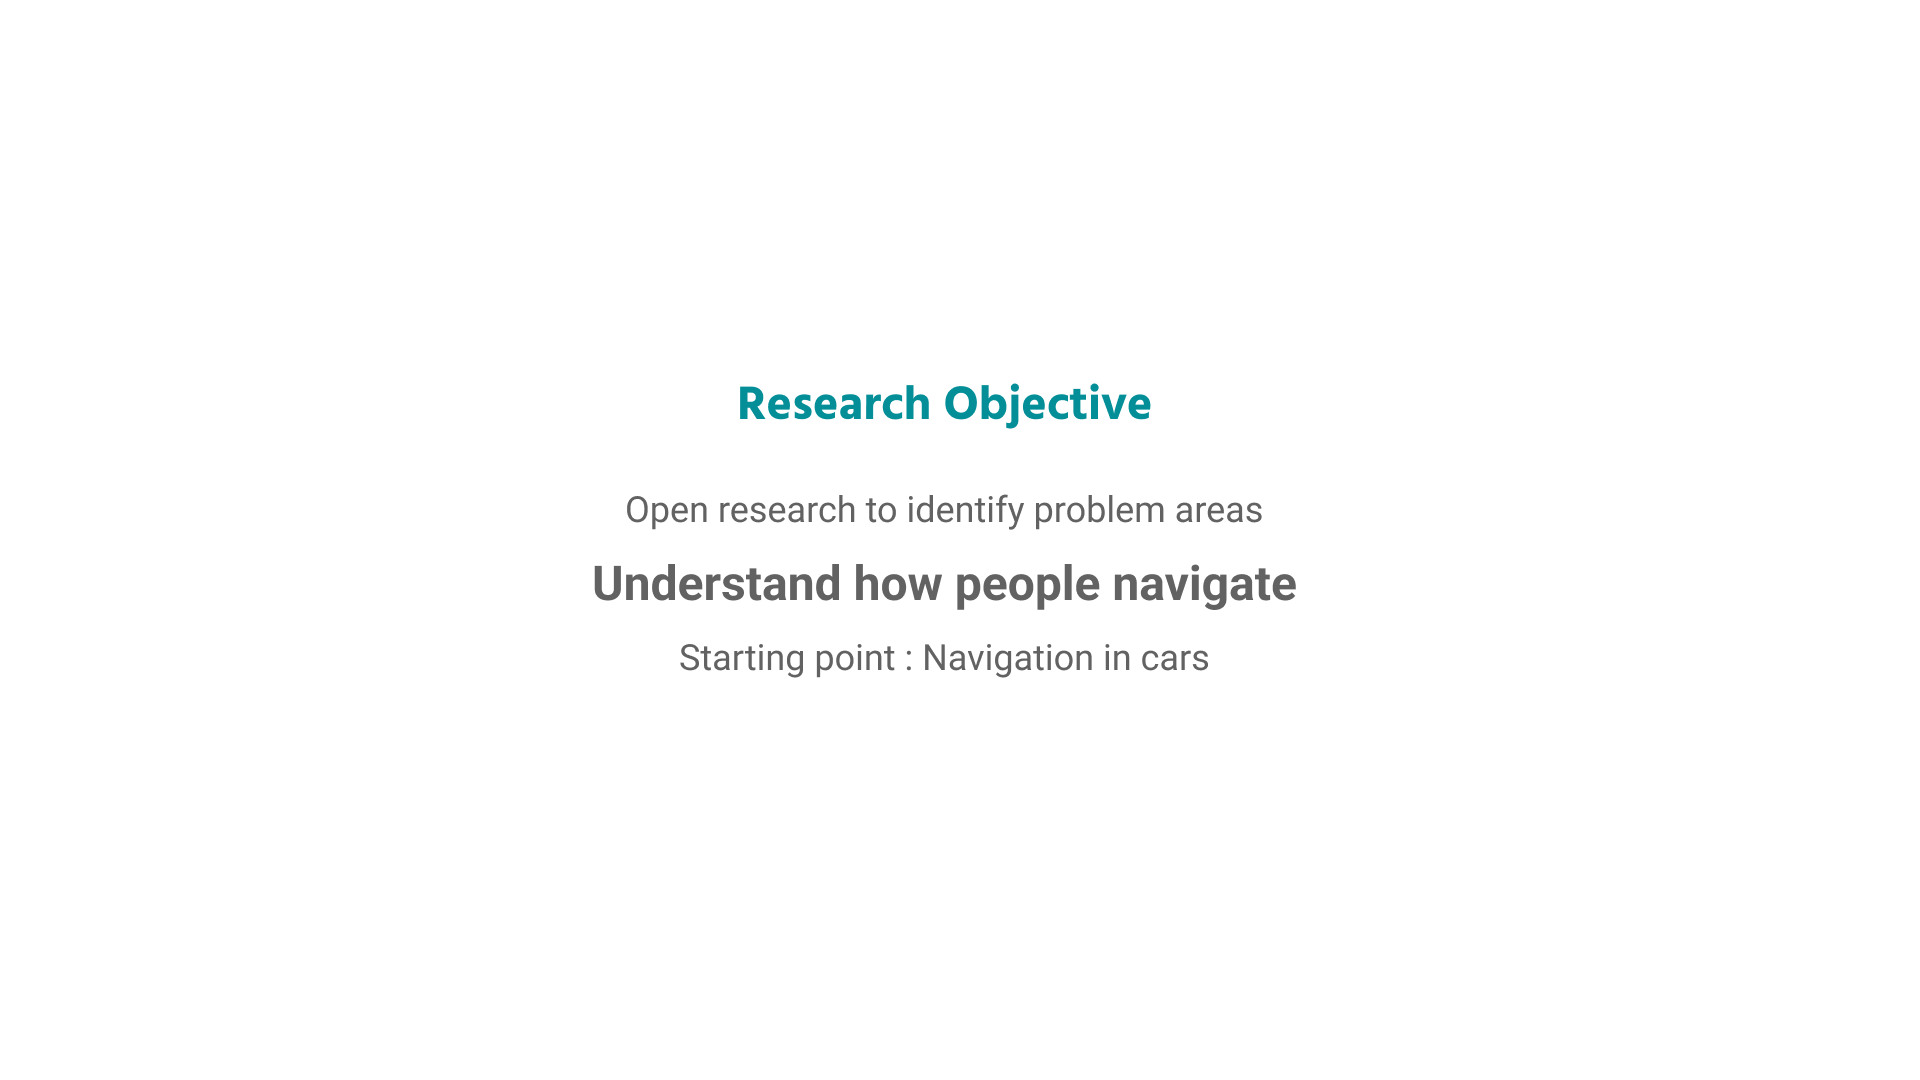 Research Objective
Open research to identify problem areas
Understand how people navigate
Starting point : Navigation in cars